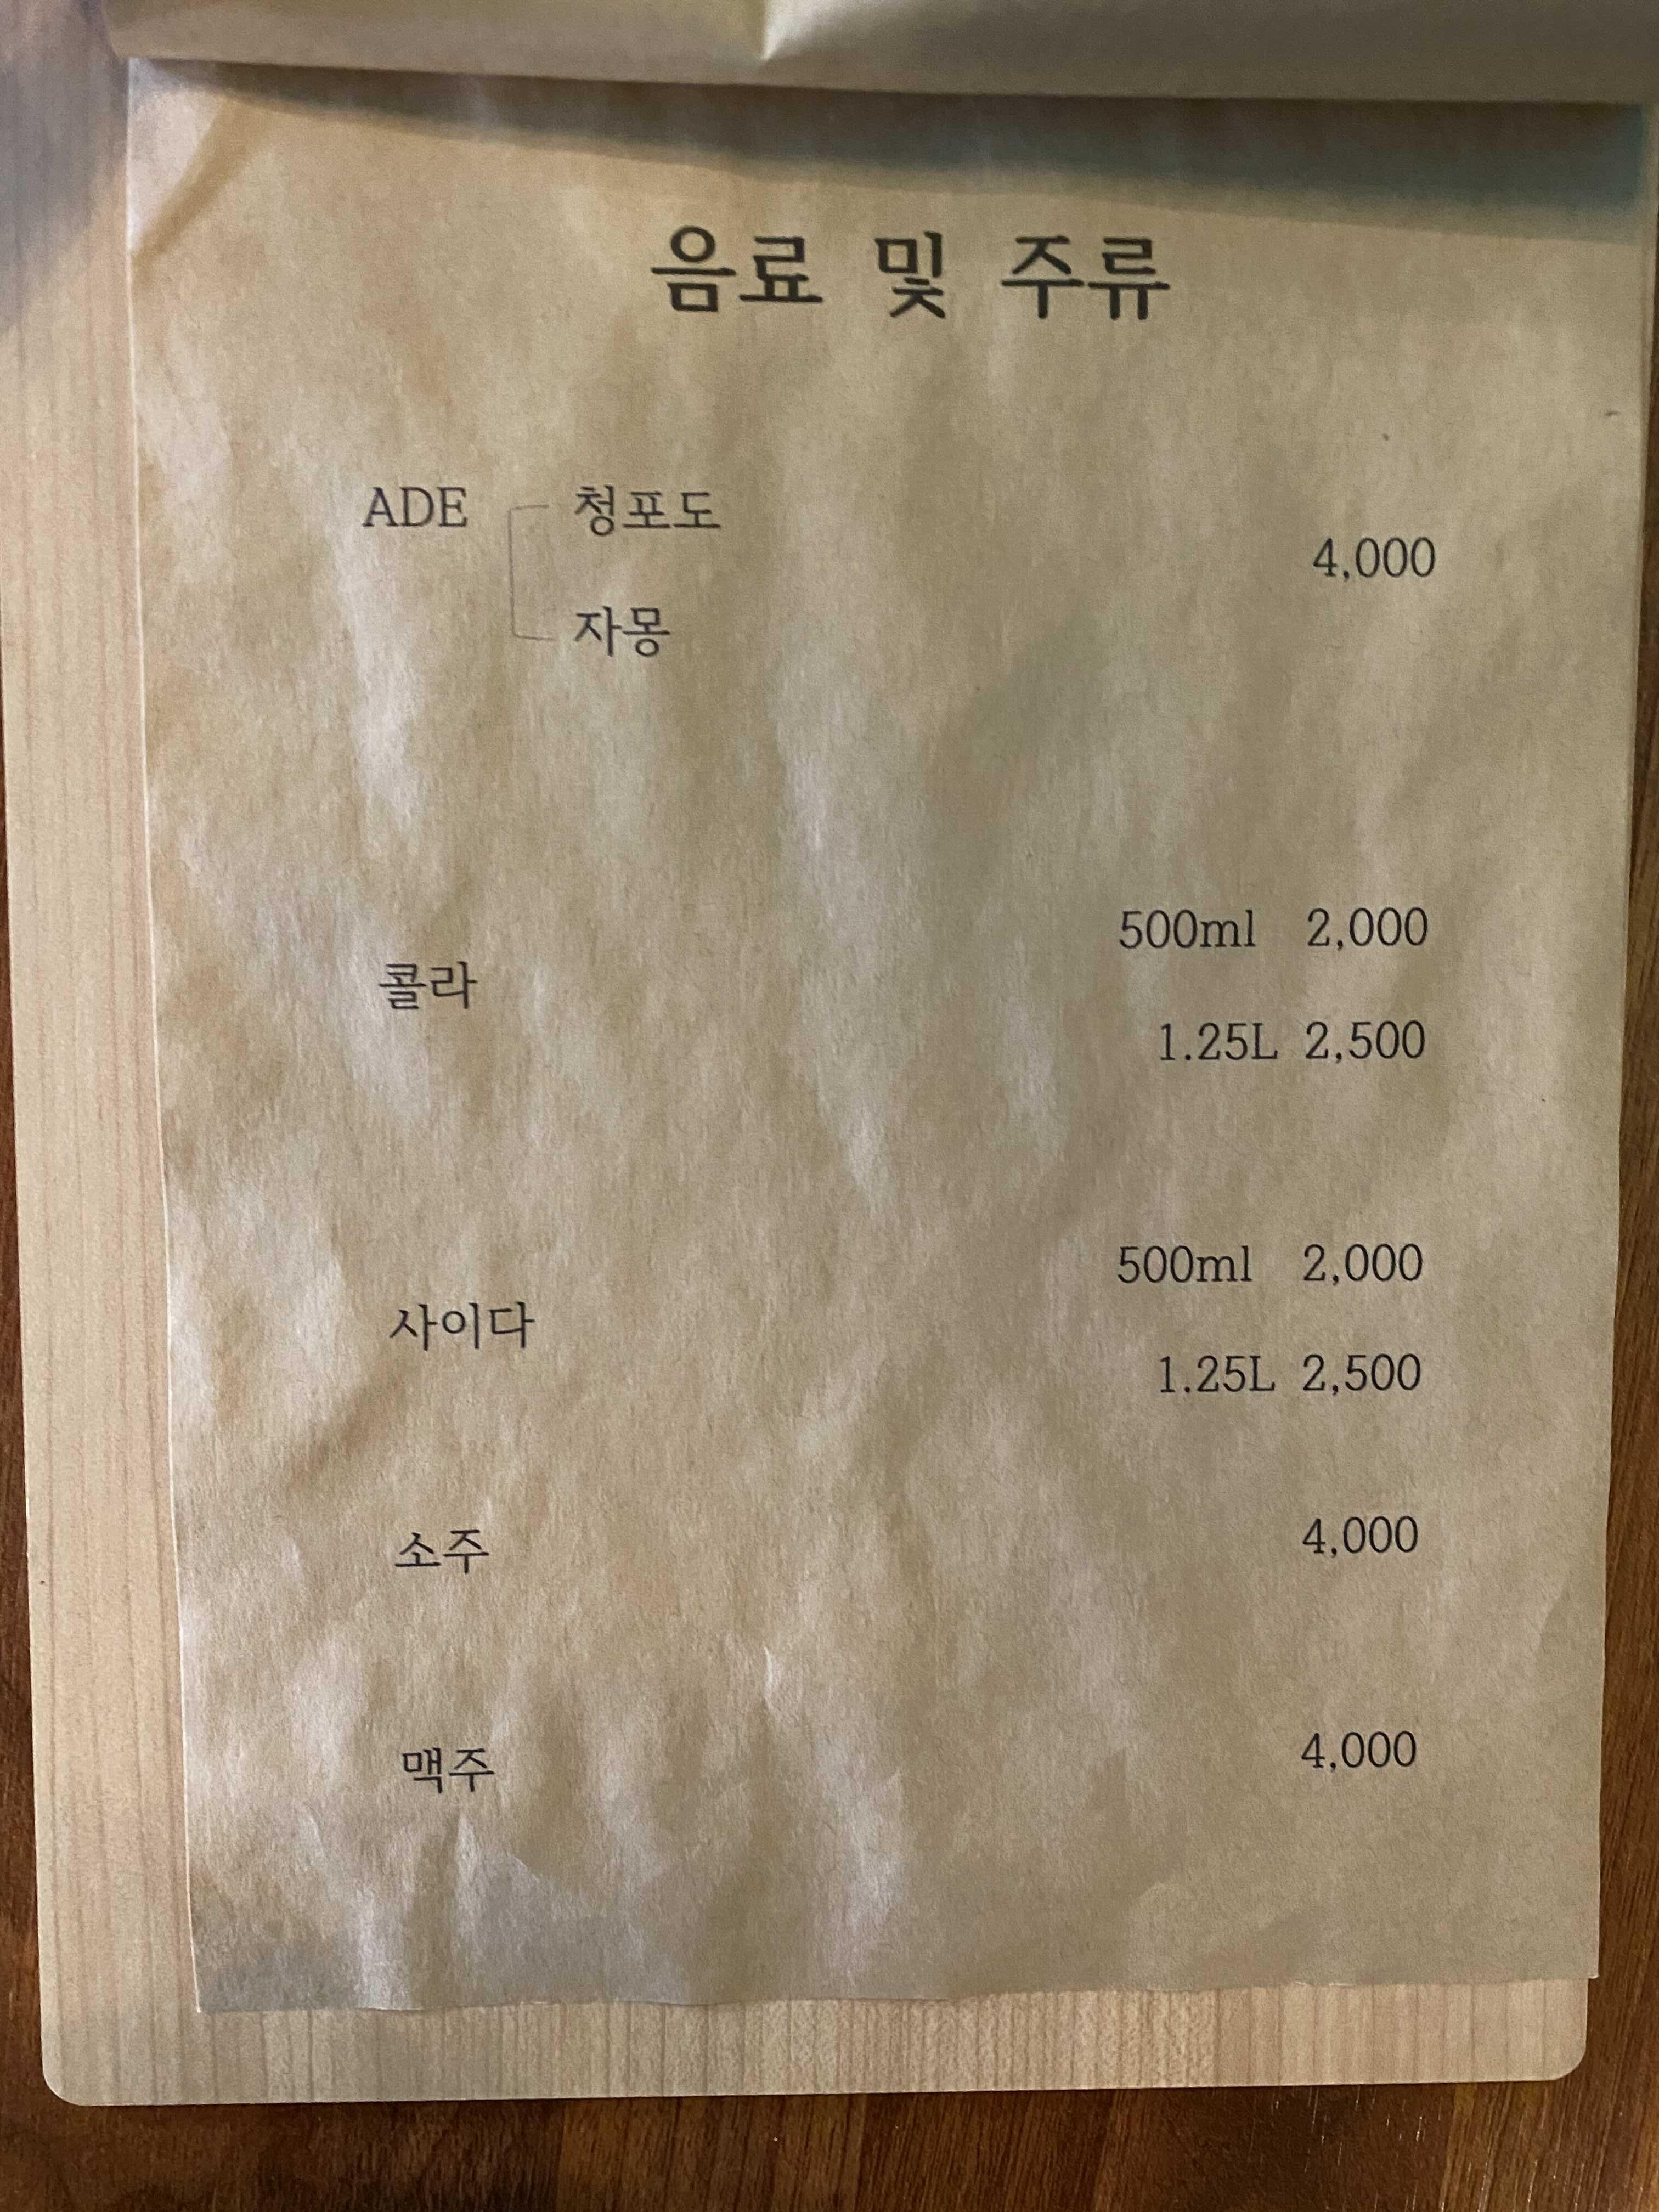 음료 및 주류
ADE 청포도
4,000
자몽
500ml 2,000
콜라
1.25L 2,500
500ml 2,000
사이다
1.25L 2,500
소주 4,000
맥주 4,000